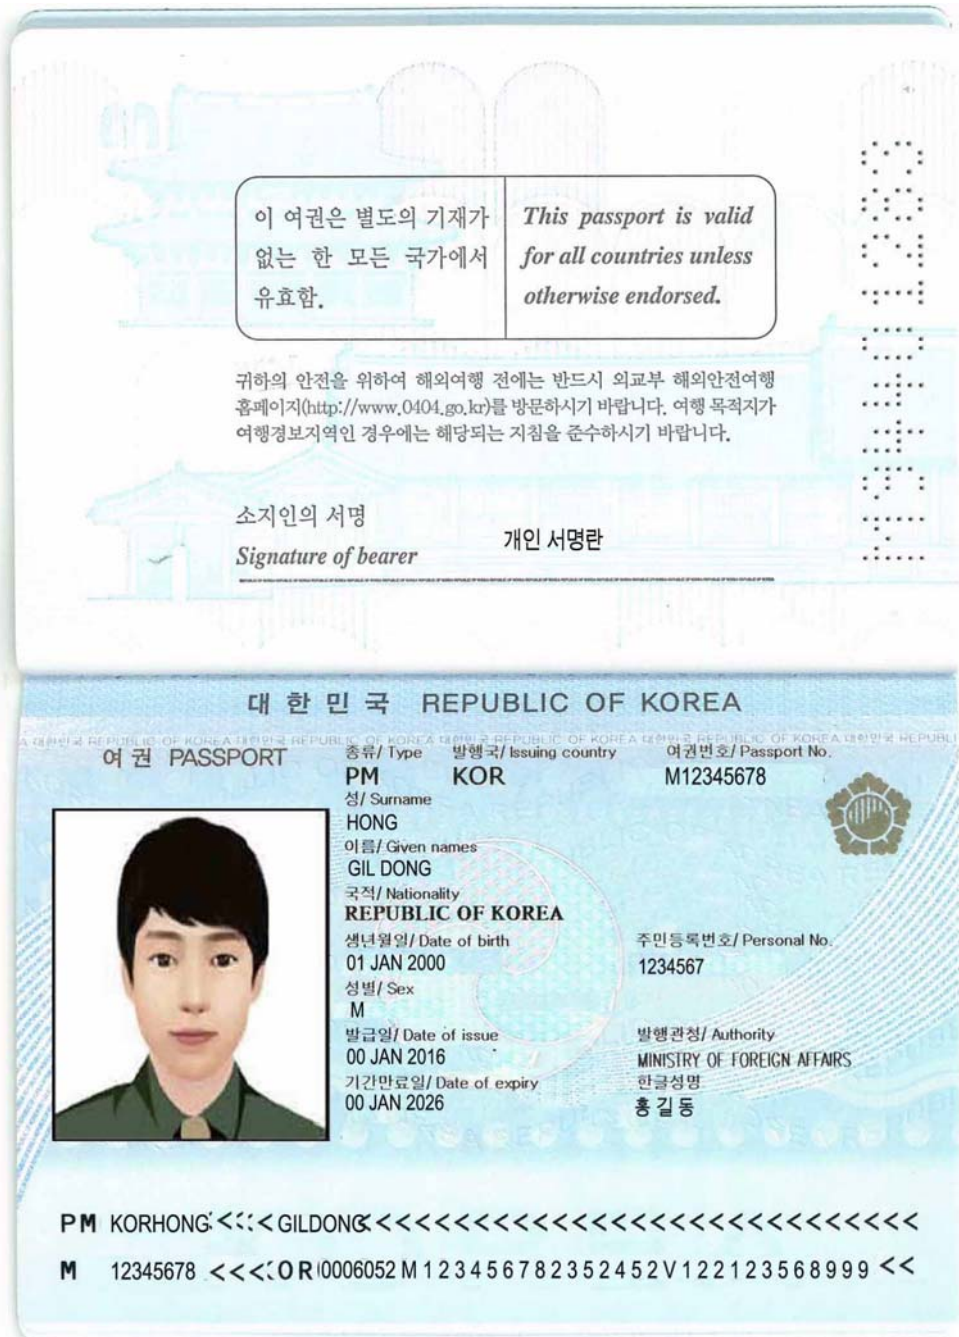 이 여권은 별도의 기재가
없는 한 모든 국가에서
유효함.
This passport is valid
for all countries unless
otherwise endorsed.
귀하의 안전을 위하여 해외여행 전에는 반드시 외교부 해외안전여행
홈페이지(http://www.0404.go.kr)를 방문하시기 바랍니다. 여행 목적지가
여행경보지역인 경우에는 해당되는 지침을 준수하시기 바랍니다.
소지인의 서명
Signature of bearer
개인 서명란
대한민국 REPUBLIC OF KOREA
여권 PASSPORT
종류/ Type 발행국/ Issuing country 여권번호/ Passport No.
PM KOR M12345678
성/ Surname
HONG
이름/ Given names
GIL DONG
국적/ Nationality
REPUBLIC OF KOREA
생년월일/ Date of birth 주민등록번호/ Personal No.
01 JAN 2000 1234567
성별/ Sex
M
발급일/ Date of issue 발행관청/ Authority
00 JAN 2016 MINISTRY OF FOREIGN AFFAIRS
기간만료일/ Date of expiry 한글성명
00 JAN 2026 홍길동
PM KORHONG<<<<GILDONG<<<<<<<<<<<<<<<<<<<<<<<<<<<<
M 12345678 <<<<OR 0006052 M 123456782352452V122123568999 <<